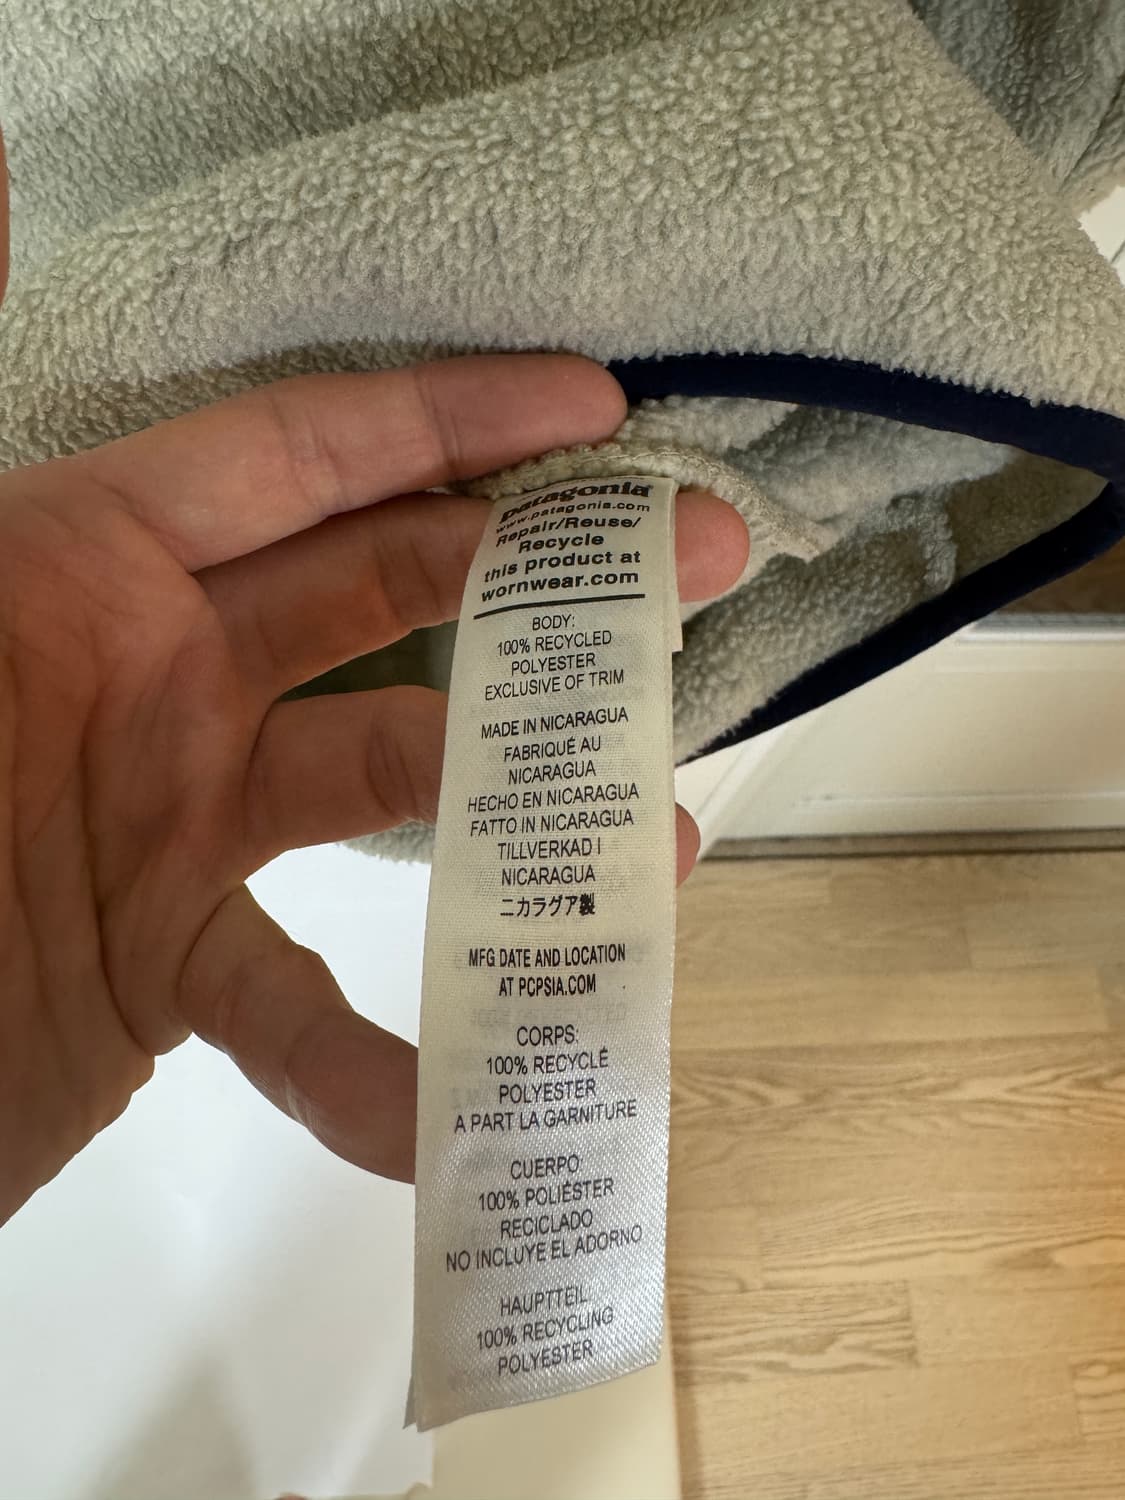 patagonia®
www.patagonia.com
Repair/Reuse/
Recycle
this product at
wornwear.com
BODY:
100% RECYCLED
POLYESTER
EXCLUSIVE OF TRIM
MADE IN NICARAGUA
FABRIQUÉ AU
NICARAGUA
HECHO EN NICARAGUA
FATTO IN NICARAGUA
TILLVERKAD I
NICARAGUA
ニカラグア製
MFG DATE AND LOCATION
AT PCPSIA.COM
CORPS:
100% RECYCLÉ
POLYESTER
A PART LA GARNITURE
CUERPO
100% POLIÉSTER
RECICLADO
NO INCLUYE EL ADORNO
HAUPTTEIL
100% RECYCLING
POLYESTER